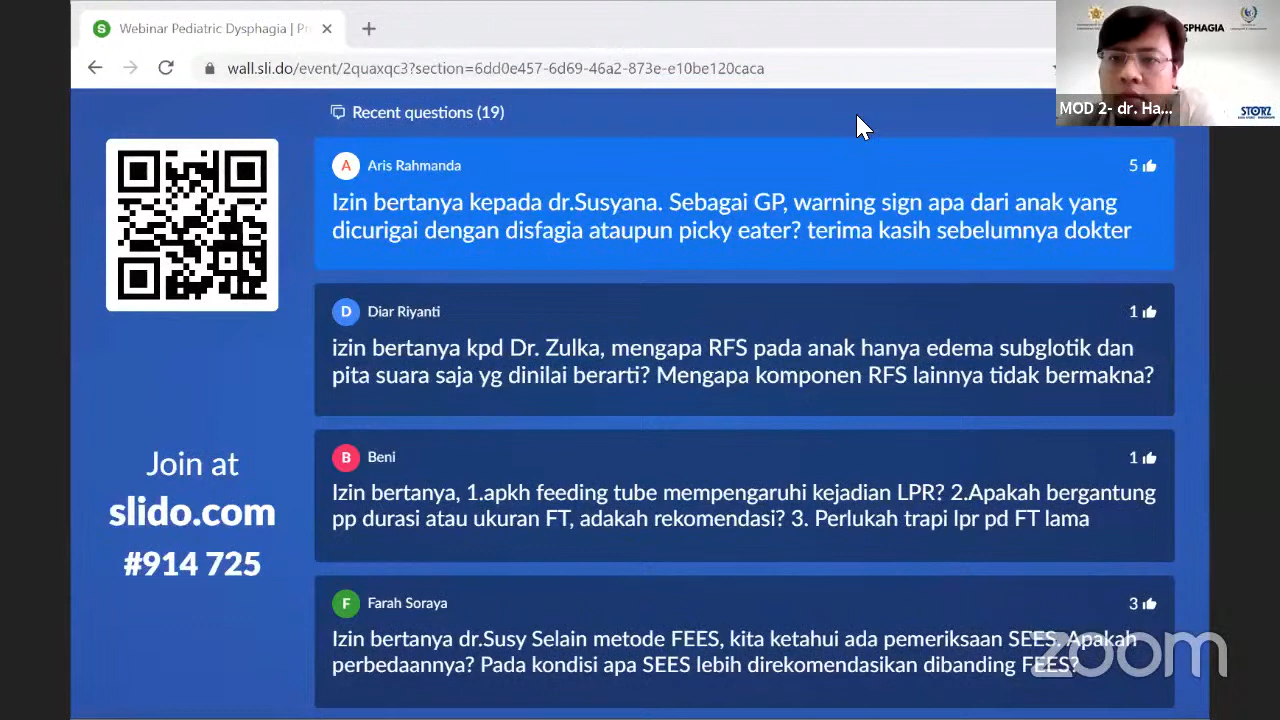 Webinar Pediatric Dysphagia | Pr
wall.sli.do/event/2quaxqc3?section=6dd0e457-6d69-46a2-873e-e10be120caca
SPHAGIA
MOD 2- dr. Ha...
STORZ
Recent questions (19)
A Aris Rahmanda 5
Izin bertanya kepada dr.Susyana. Sebagai GP, warning sign apa dari anak yang
dicurigai dengan disfagia ataupun picky eater? terima kasih sebelumnya dokter
D Diar Riyanti 1
izin bertanya kpd Dr. Zulka, mengapa RFS pada anak hanya edema subglotik dan
pita suara saja yg dinilai berarti? Mengapa komponen RFS lainnya tidak bermakna?
B Beni 1
Izin bertanya, 1.apkh feeding tube mempengaruhi kejadian LPR? 2.Apakah bergantung
pp durasi atau ukuran FT, adakah rekomendasi? 3. Perlukah trapi lpr pd FT lama
F Farah Soraya 3
Izin bertanya dr.Susy Selain metode FEES, kita ketahui ada pemeriksaan SEES. Apakah
perbedaannya? Pada kondisi apa SEES lebih direkomendasikan dibanding FEES?
Join at
slido.com
#914 725
zoom